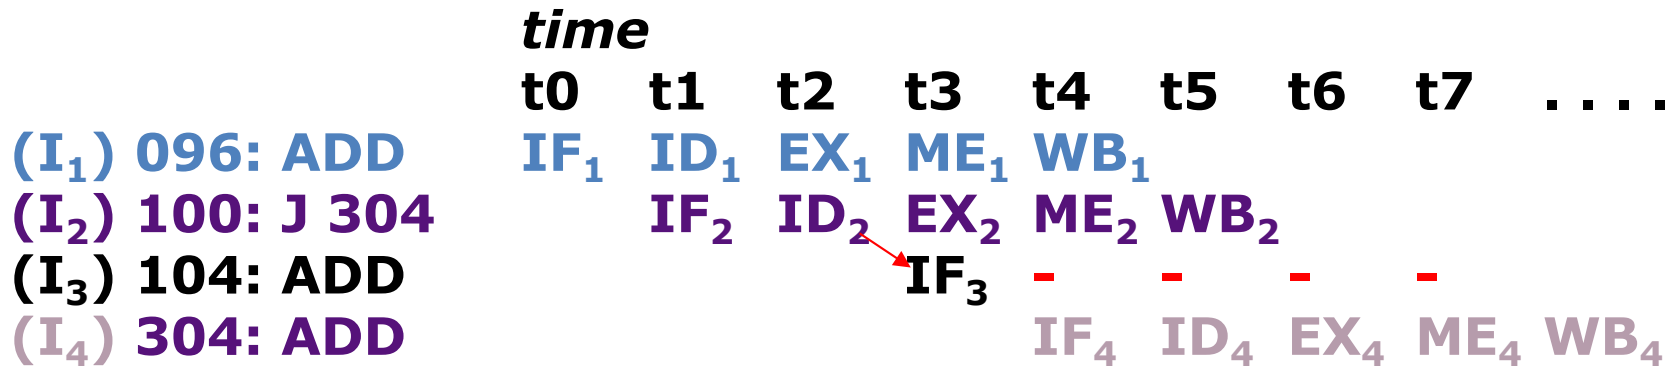 time
t0 t1 t2 t3 t4 t5 t6 t7 . . . .
(I₁) 096: ADD IF₁ ID₁ EX₁ ME₁ WB₁
(I₂) 100: J 304 IF₂ ID₂ EX₂ ME₂ WB₂
(I₃) 104: ADD IF₃ - - - -
(I₄) 304: ADD IF₄ ID₄ EX₄ ME₄ WB₄